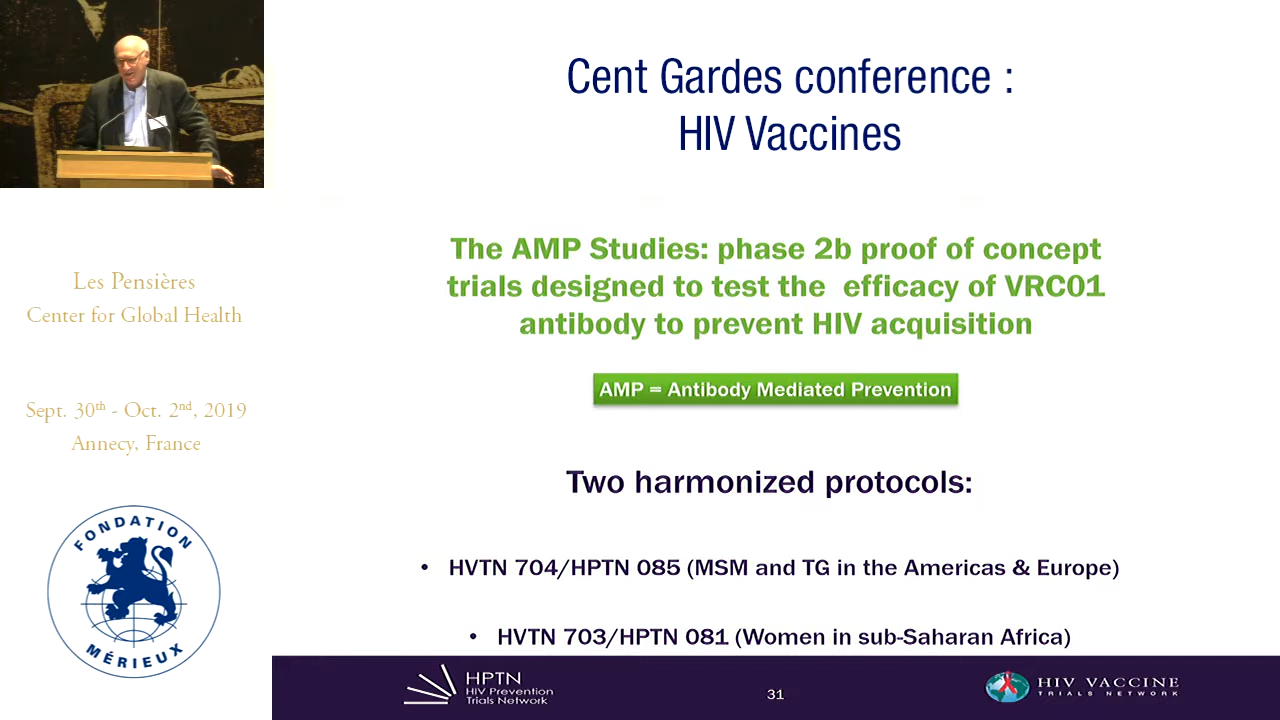 Cent Gardes conference :
HIV Vaccines
Les Pensières
Center for Global Health
Sept. 30th - Oct. 2nd, 2019
Annecy, France
FONDATION
MÉRIEUX
The AMP Studies: phase 2b proof of concept
trials designed to test the efficacy of VRC01
antibody to prevent HIV acquisition
AMP = Antibody Mediated Prevention
Two harmonized protocols:
• HVTN 704/HPTN 085 (MSM and TG in the Americas & Europe)
• HVTN 703/HPTN 081 (Women in sub-Saharan Africa)
HPTN
HIV Prevention
Trials Network
31
HIV VACCINE
TRIALS NETWORK